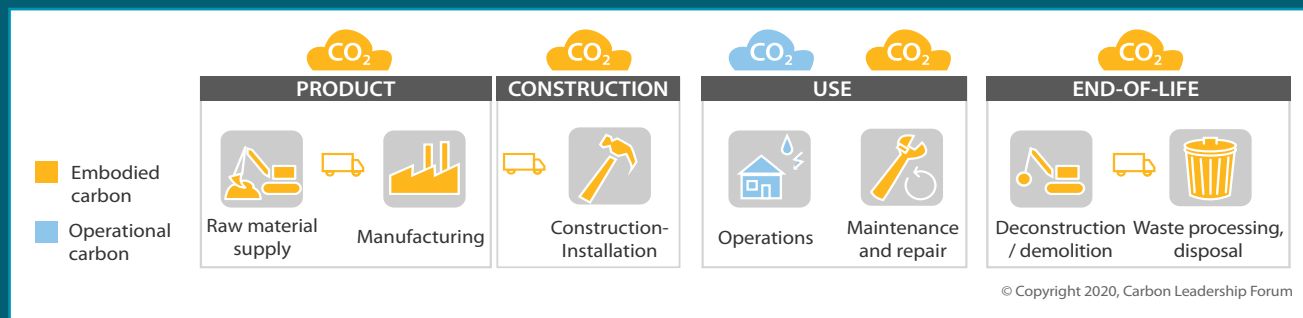 CO2
CO2
CO2
CO2
CO2
PRODUCT
CONSTRUCTION
USE
END-OF-LIFE
Embodied
carbon
Operational
carbon
Raw material
supply
Manufacturing
Construction-
Installation
Operations
Maintenance
and repair
Deconstruction
/ demolition
Waste processing,
disposal
© Copyright 2020, Carbon Leadership Forum